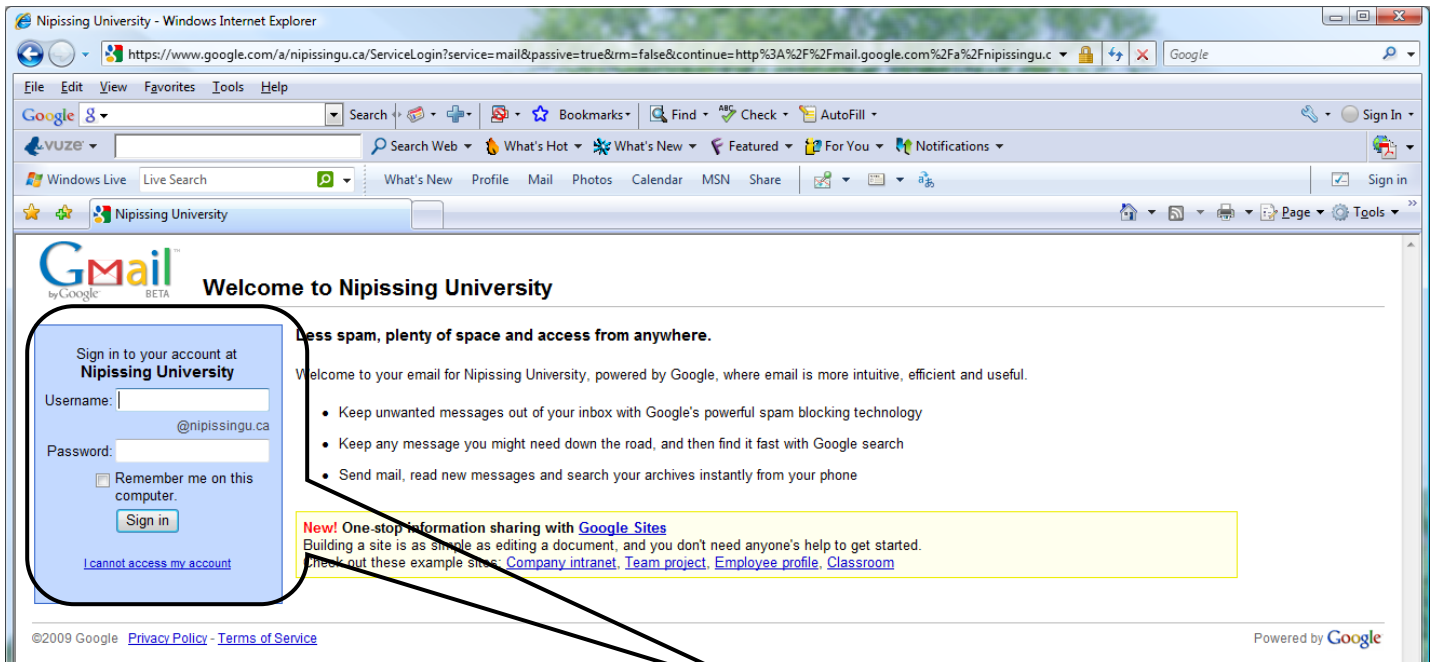 Nipissing University - Windows Internet Explorer
https://www.google.com/a/nipissingu.ca/ServiceLogin?service=mail&passive=true&rm=false&continue=http%3A%2F%2Fmail.google.com%2Fa%2Fnipissingu.c
Google
File Edit View Favorites Tools Help
Google Search Bookmarks Find Check AutoFill Sign In
vuze Search Web What's Hot What's New Featured For You Notifications
Windows Live Live Search What's New Profile Mail Photos Calendar MSN Share Sign in
Nipissing University Page Tools
Gmail by Google BETA
Welcome to Nipissing University
Sign in to your account at
Nipissing University
Username:
@nipissingu.ca
Password:
Remember me on this
computer.
Sign in
I cannot access my account
Less spam, plenty of space and access from anywhere.
Welcome to your email for Nipissing University, powered by Google, where email is more intuitive, efficient and useful.
Keep unwanted messages out of your inbox with Google's powerful spam blocking technology
Keep any message you might need down the road, and then find it fast with Google search
Send mail, read new messages and search your archives instantly from your phone
New! One-stop information sharing with Google Sites
Building a site is as simple as editing a document, and you don't need anyone's help to get started.
Check out these example sites: Company intranet, Team project, Employee profile, Classroom
©2009 Google Privacy Policy - Terms of Service
Powered by Google